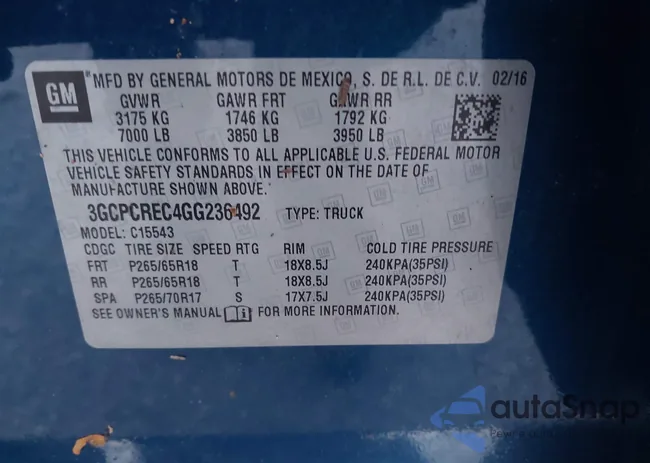 GM ® MFD BY GENERAL MOTORS DE MEXICO, S. DE R.L. DE C.V. 02/16
GVWR GAWR FRT GAWR RR
3175 KG 1746 KG 1792 KG
7000 LB 3850 LB 3950 LB
THIS VEHICLE CONFORMS TO ALL APPLICABLE U.S. FEDERAL MOTOR
VEHICLE SAFETY STANDARDS IN EFFECT ON THE DATE OF
MANUFACTURE SHOWN ABOVE.
3GCPCREC4GG236492 TYPE: TRUCK
MODEL: C15543
CDGC TIRE SIZE SPEED RTG RIM COLD TIRE PRESSURE
FRT P265/65R18 T 18X8.5J 240KPA(35PSI)
RR P265/65R18 T 18X8.5J 240KPA(35PSI)
SPA P265/70R17 S 17X7.5J 240KPA(35PSI)
SEE OWNER'S MANUAL FOR MORE INFORMATION.
autaSnap